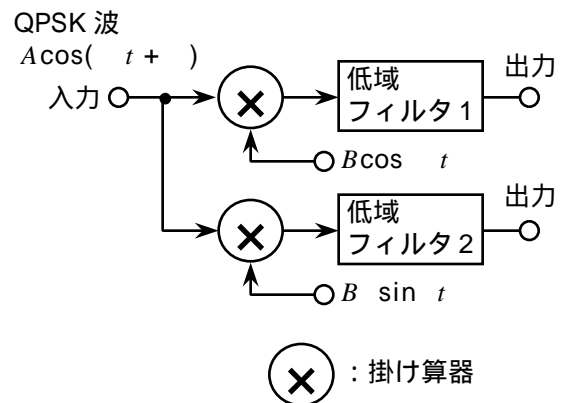 QPSK 波
Acos( t + )
入力
低域
フィルタ 1
出力
Bcos t
低域
フィルタ 2
出力
B sin t
：掛け算器